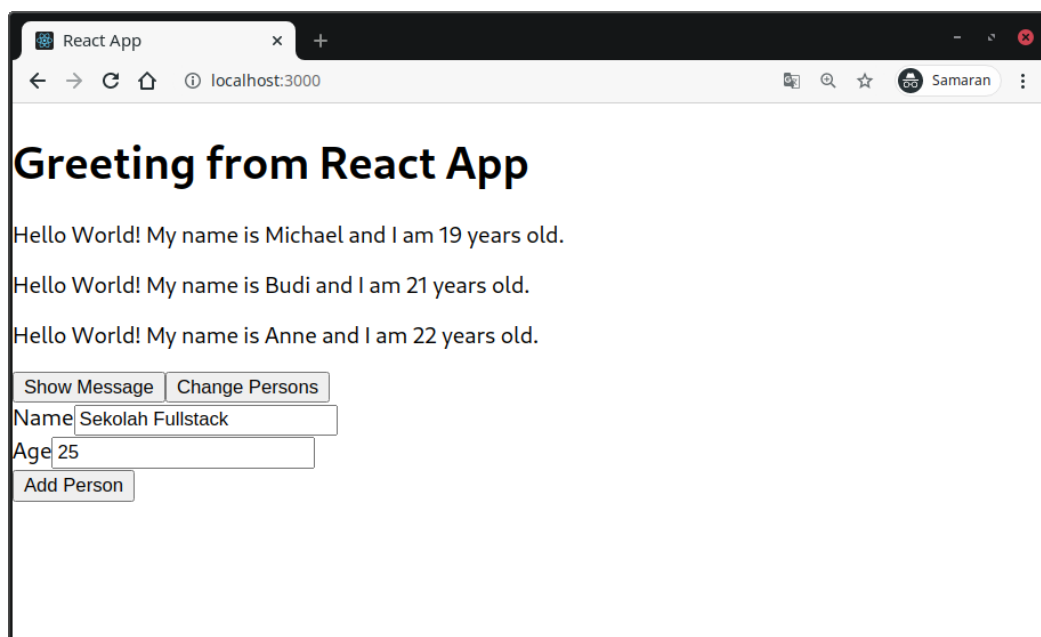 React App
localhost:3000
Samaran
Greeting from React App
Hello World! My name is Michael and I am 19 years old.
Hello World! My name is Budi and I am 21 years old.
Hello World! My name is Anne and I am 22 years old.
Show Message Change Persons
Name Sekolah Fullstack
Age 25
Add Person